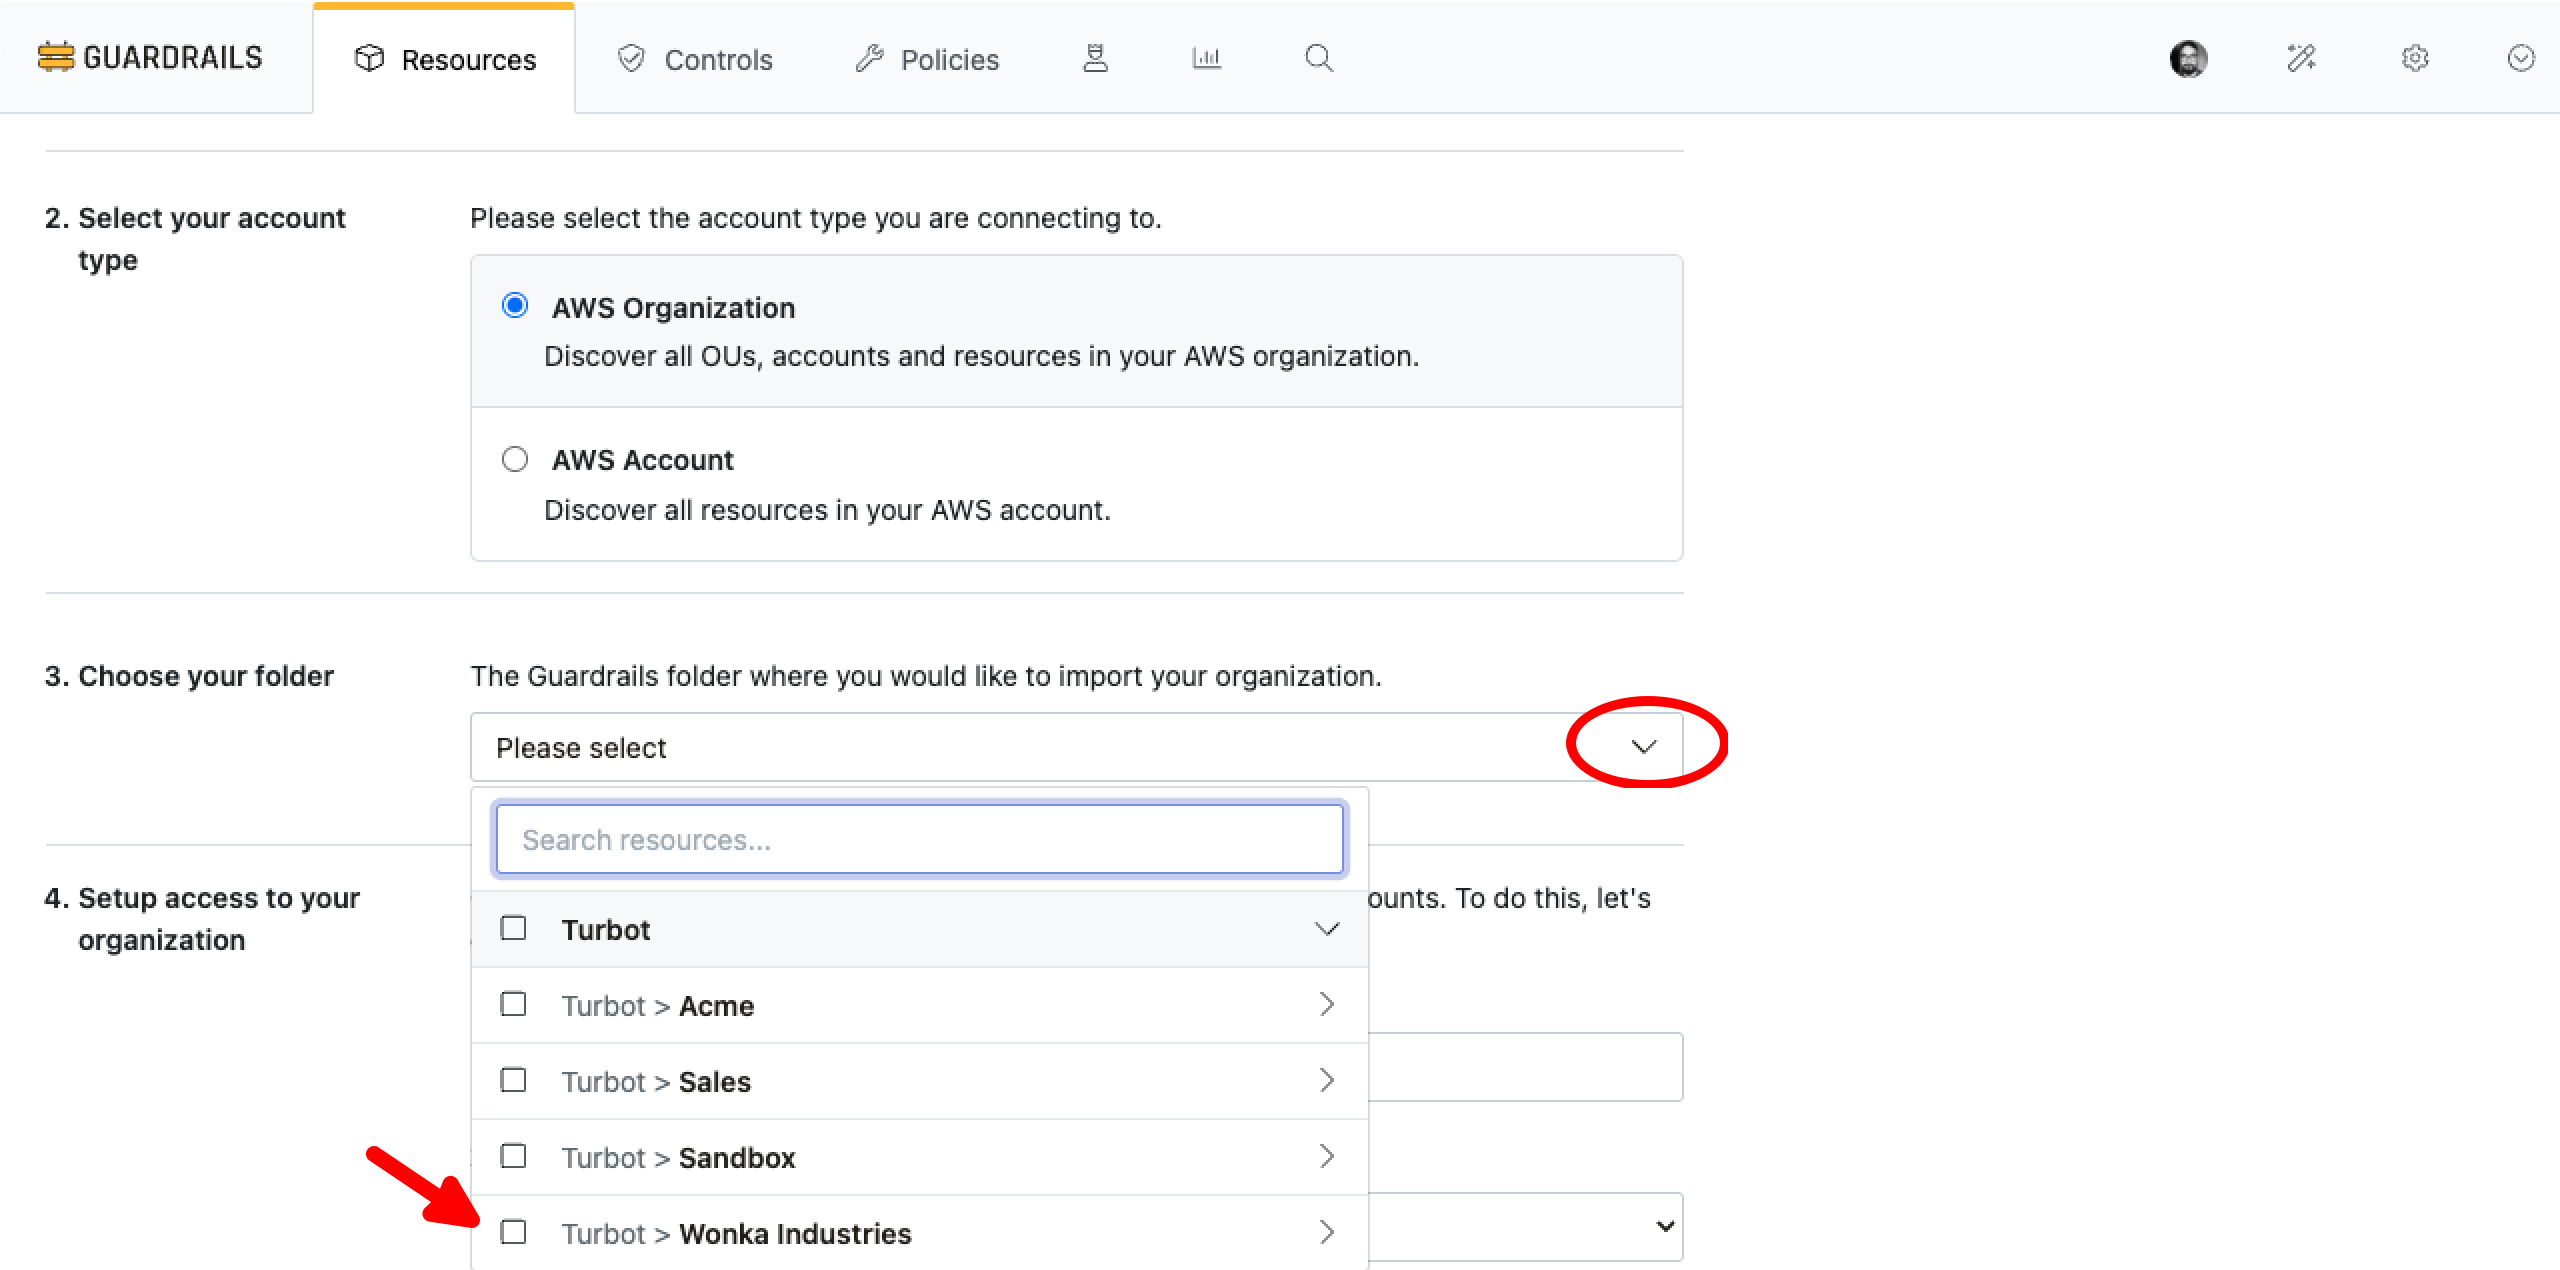 GUARDRAILS
Resources
Controls
Policies
2. Select your account
type
Please select the account type you are connecting to.
AWS Organization
Discover all OUs, accounts and resources in your AWS organization.
AWS Account
Discover all resources in your AWS account.
3. Choose your folder
The Guardrails folder where you would like to import your organization.
Please select
Search resources...
4. Setup access to your
organization
ounts. To do this, let's
Turbot
Turbot > Acme
Turbot > Sales
Turbot > Sandbox
Turbot > Wonka Industries